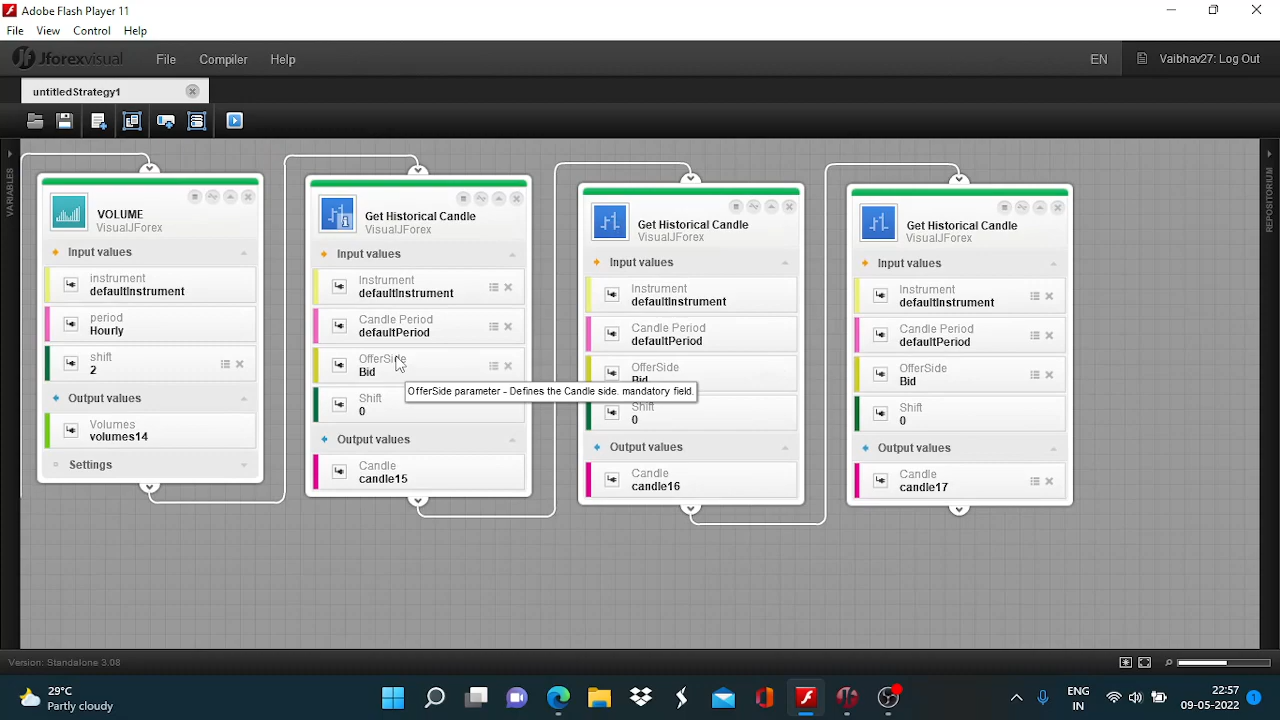 Adobe Flash Player 11
File View Control Help
Jforexvisual File Compiler Help EN Vaibhav27: Log Out
untitledStrategy1
VARIABLES
REPOSITORIUM
VOLUME
VisualJForex
Input values
instrument
defaultInstrument
period
Hourly
shift
2
Output values
Volumes
volumes14
Settings
Get Historical Candle
VisualJForex
Input values
Instrument
defaultInstrument
Candle Period
defaultPeriod
OfferSide
Bid
OfferSide parameter - Defines the Candle side. mandatory field.
Shift
0
Output values
Candle
candle15
Get Historical Candle
VisualJForex
Input values
Instrument
defaultInstrument
Candle Period
defaultPeriod
OfferSide
Bid
Shift
0
Output values
Candle
candle16
Get Historical Candle
VisualJForex
Input values
Instrument
defaultInstrument
Candle Period
defaultPeriod
OfferSide
Bid
Shift
0
Output values
Candle
candle17
Version: Standalone 3.08
29°C
Partly cloudy
ENG
IN
22:57
09-05-2022
1